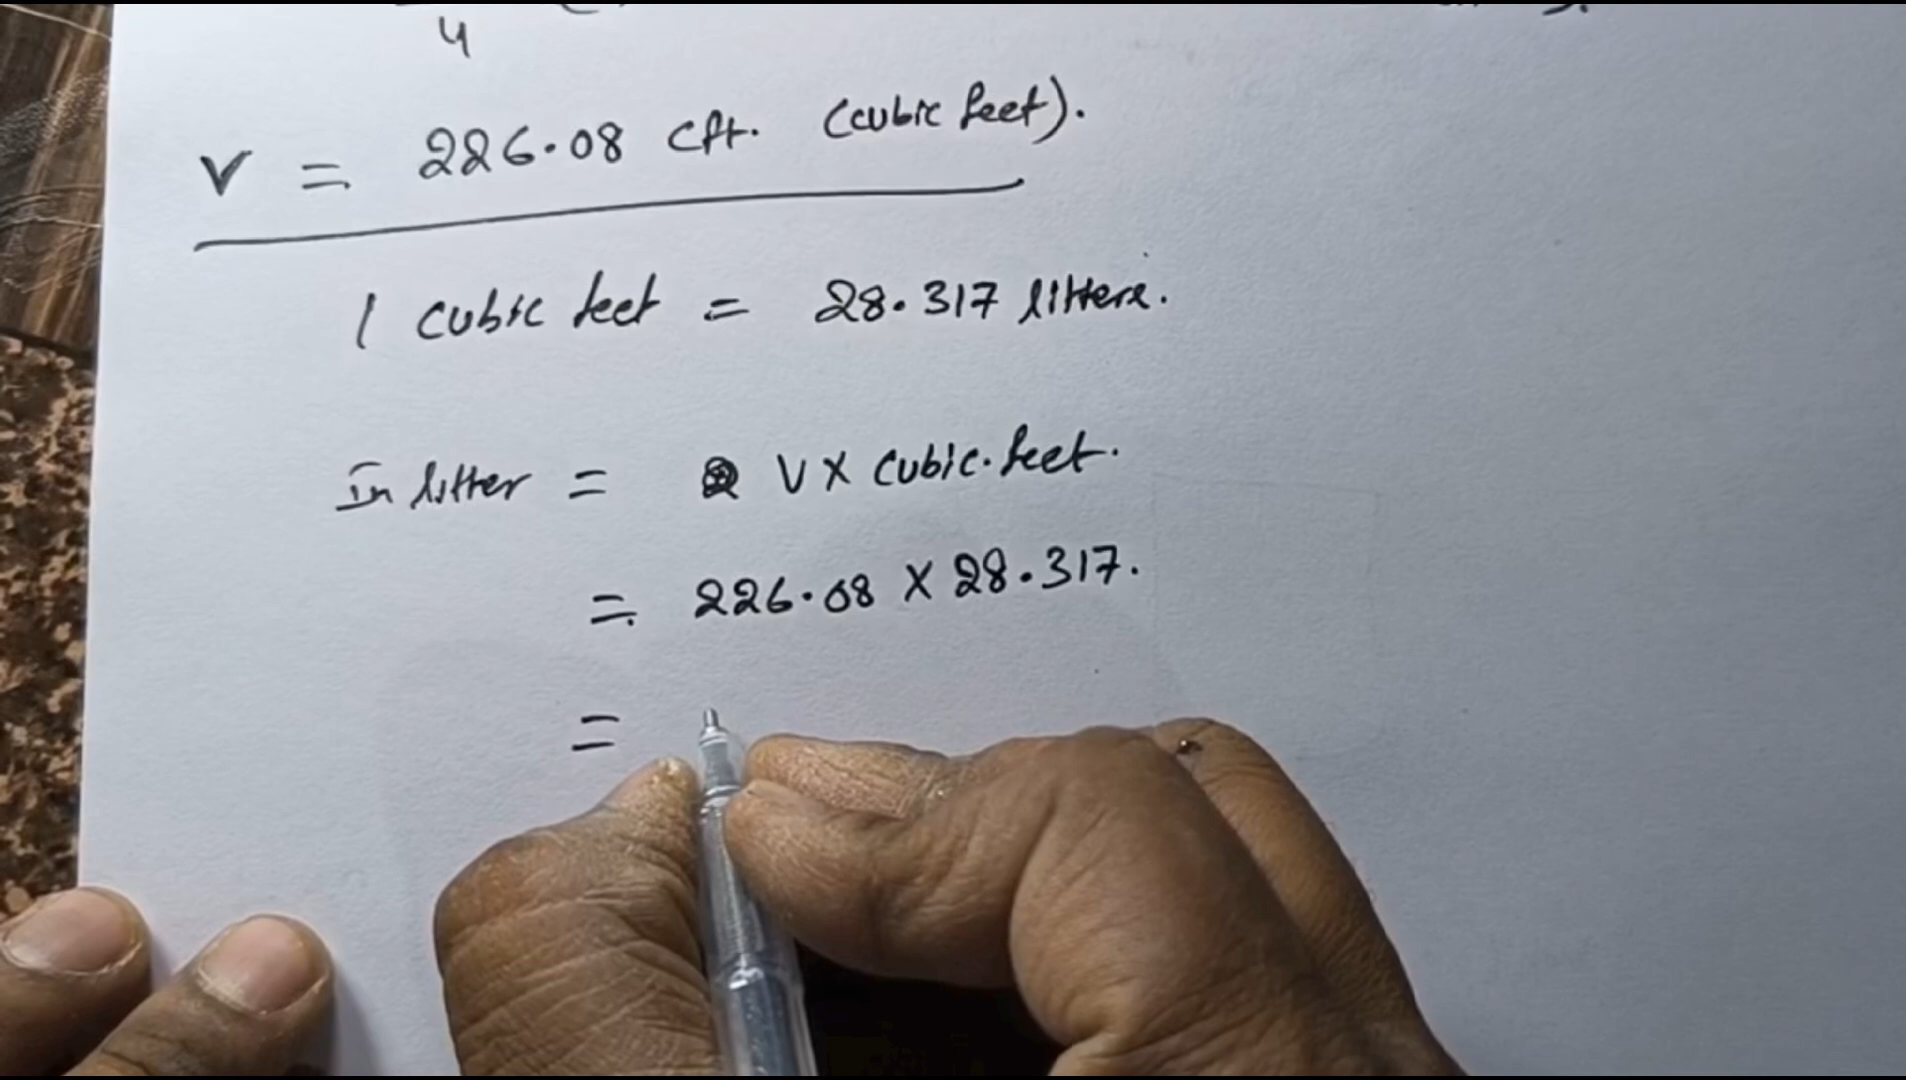 4
V = 226.08 cft. (cubic feet).
1 cubic feet = 28.317 litters.
In litter = V X cubic.feet.
= 226.08 X 28.317.
=